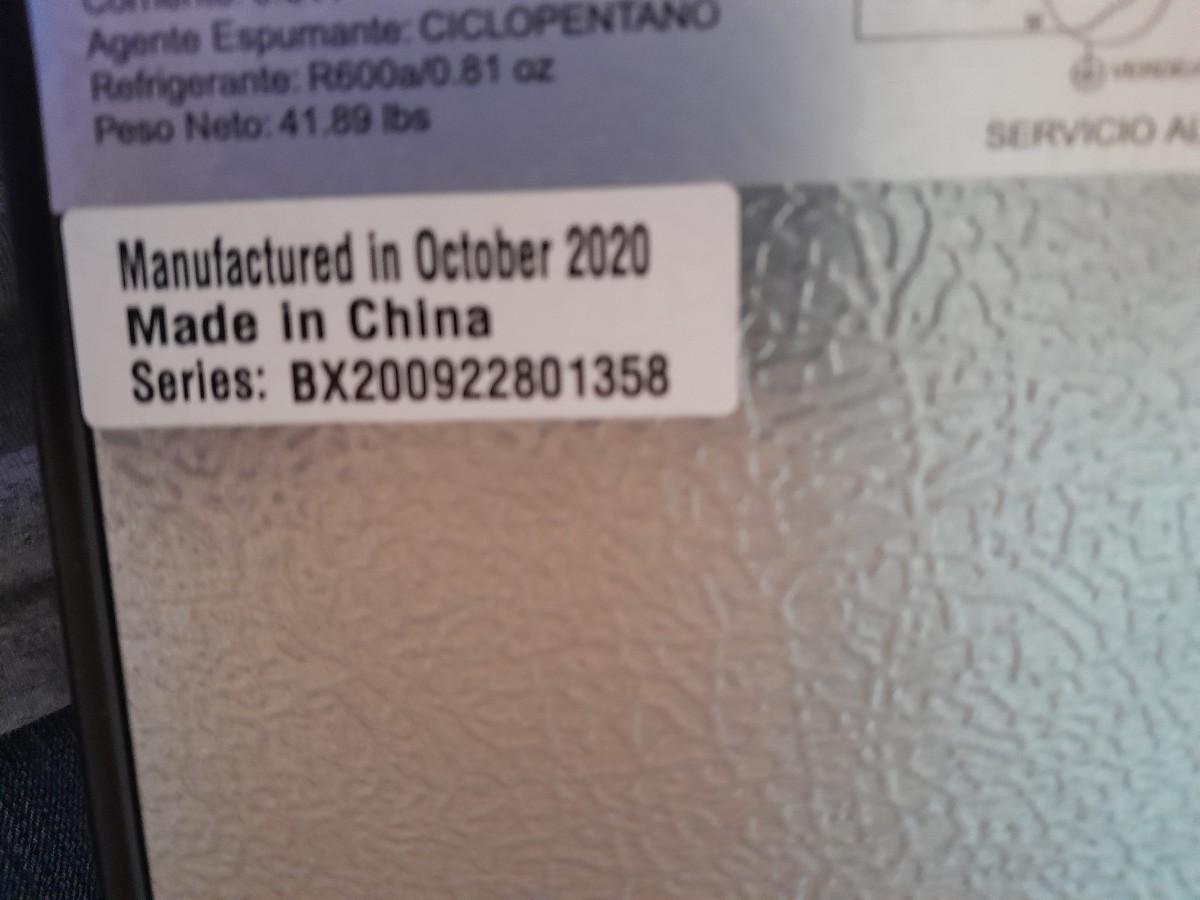 Agente Espumante: CICLOPENTANO
Refrigerante: R600a/0.81 oz
Peso Neto: 41.89 lbs
SERVICIO
Manufactured in October 2020
Made in China
Series: BX200922801358